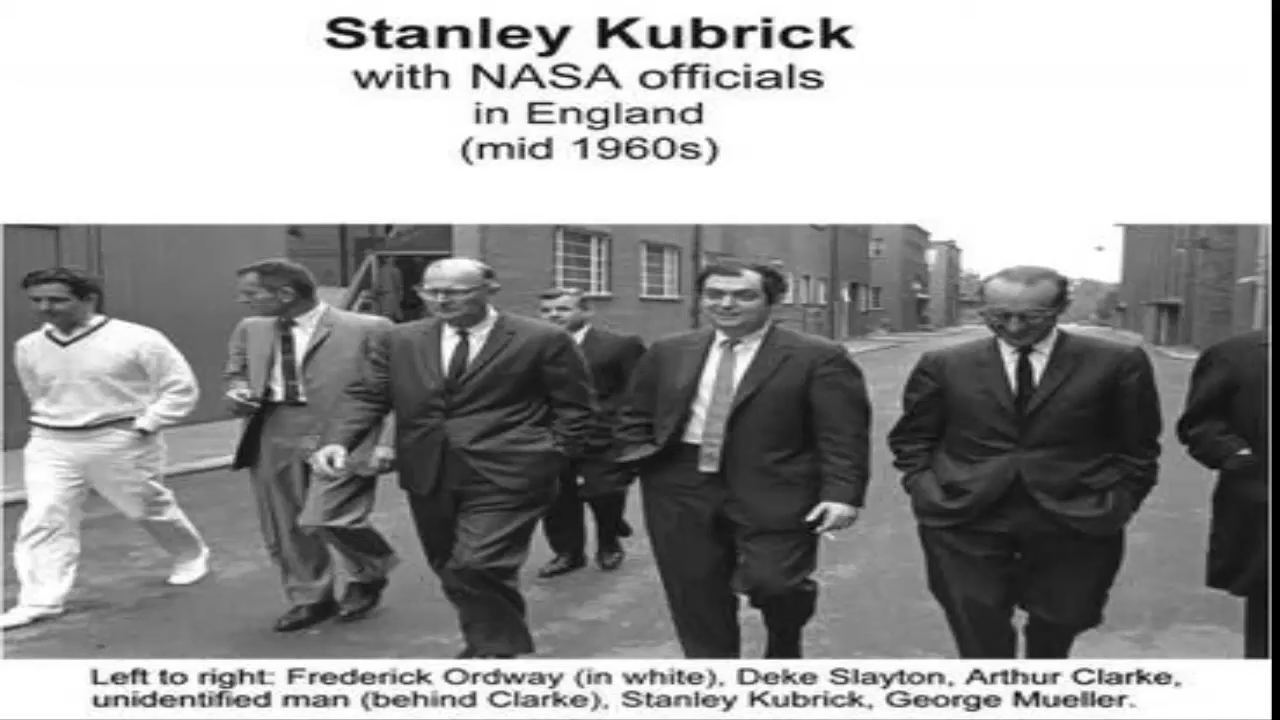 Stanley Kubrick
with NASA officials
in England
(mid 1960s)
Left to right: Frederick Ordway (in white), Deke Slayton, Arthur Clarke,
unidentified man (behind Clarke), Stanley Kubrick, George Mueller.